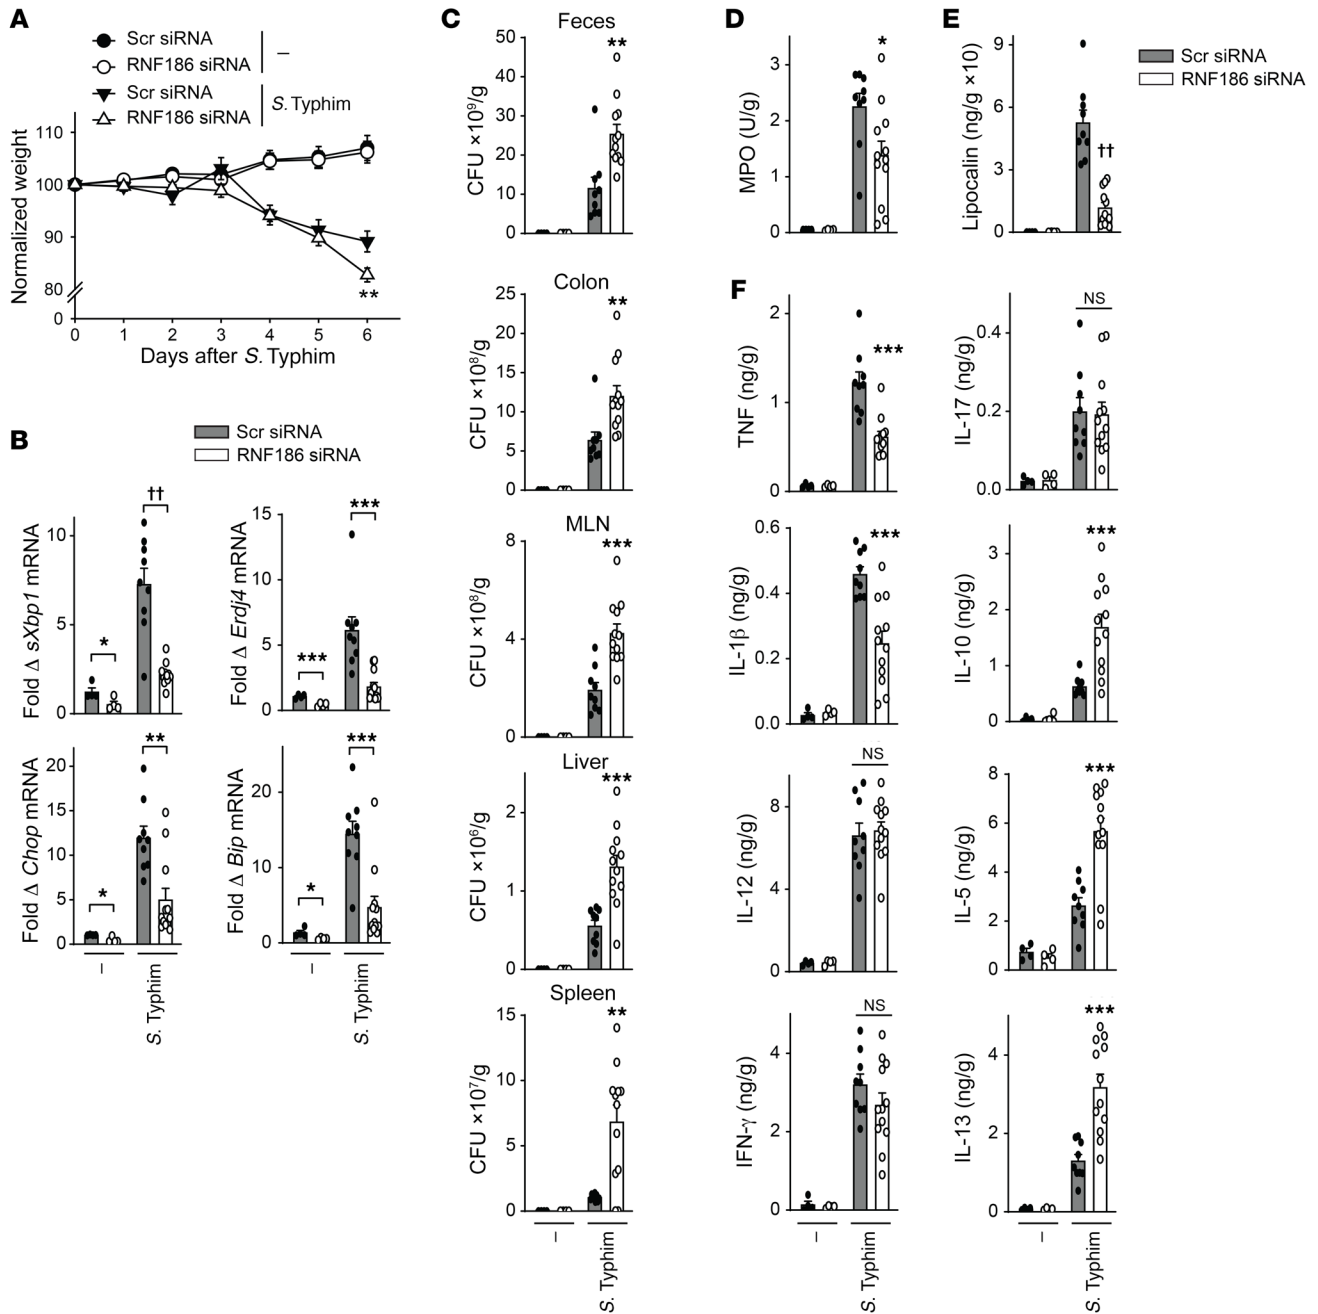 A
Scr siRNA
RNF186 siRNA
–
Scr siRNA
RNF186 siRNA
S. Typhim
Normalized weight
110
100
90
80
0
**
0 1 2 3 4 5 6
Days after S. Typhim
B
Scr siRNA
RNF186 siRNA
Fold Δ sXbp1 mRNA
10
5
0
*
††
Fold Δ Erdj4 mRNA
15
10
5
0
***
***
Fold Δ Chop mRNA
20
15
10
5
0
*
**
–
S. Typhim
Fold Δ Bip mRNA
20
10
0
*
***
–
S. Typhim
C
Feces
CFU ×10⁹/g
50
40
30
20
10
0
**
Colon
CFU ×10⁸/g
25
20
15
10
5
0
**
MLN
CFU ×10⁸/g
8
4
0
***
Liver
CFU ×10⁶/g
2
1
0
***
Spleen
CFU ×10⁷/g
15
10
5
0
**
–
S. Typhim
D
MPO (U/g)
3
2
1
0
*
E
Lipocalin (ng/g ×10)
9
6
3
0
††
Scr siRNA
RNF186 siRNA
F
TNF (ng/g)
2
1
0
***
IL-17 (ng/g)
0.4
0.2
0.0
NS
IL-1β (ng/g)
0.6
0.4
0.2
0.0
***
IL-10 (ng/g)
3
2
1
0
***
IL-12 (ng/g)
8
4
0
NS
IL-5 (ng/g)
8
6
4
2
0
***
IFN-γ (ng/g)
4
2
0
NS
–
S. Typhim
IL-13 (ng/g)
4
2
0
***
–
S. Typhim